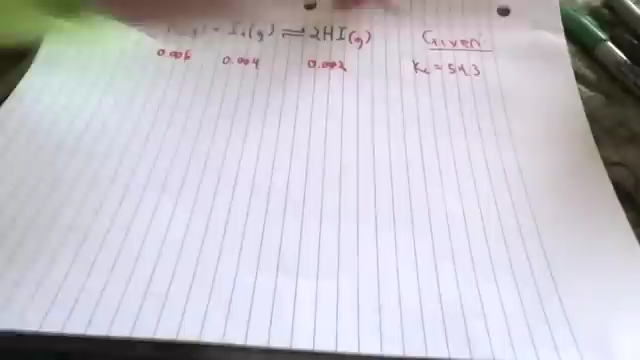 I₂(g) ⇌ 2HI(g) Given
0.006 0.004 0.002 Kc = 54.3